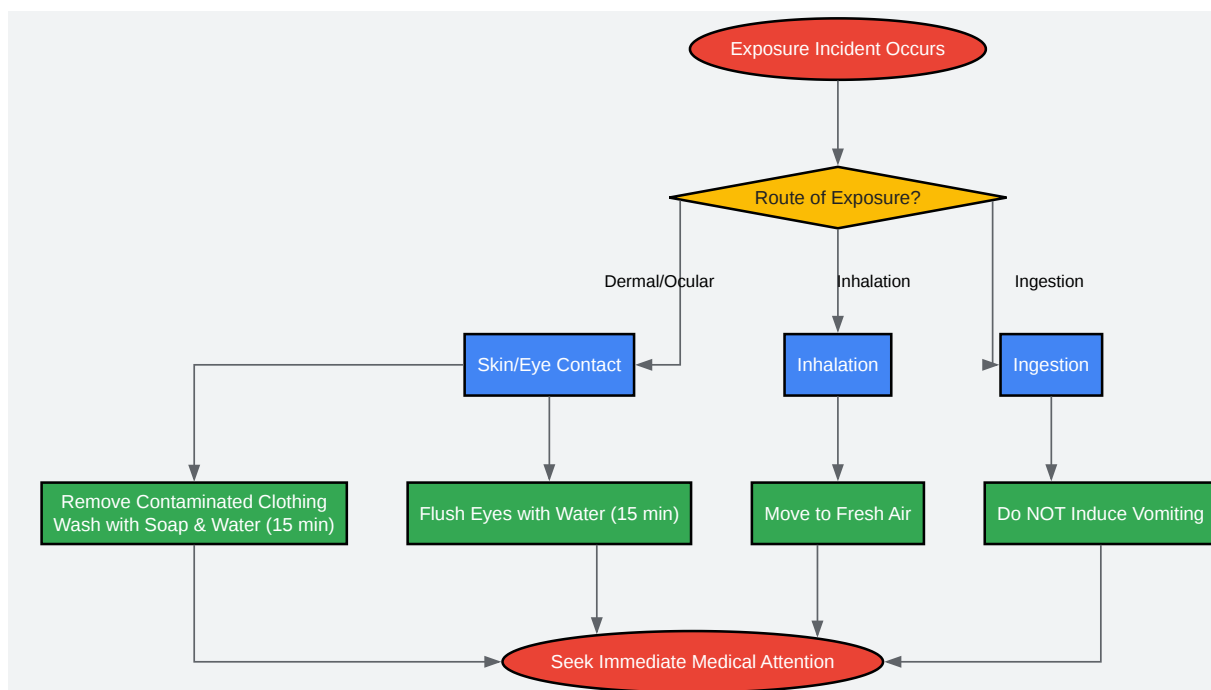 Exposure Incident Occurs
Route of Exposure?
Dermal/Ocular
Inhalation
Ingestion
Skin/Eye Contact
Inhalation
Ingestion
Remove Contaminated Clothing
Wash with Soap & Water (15 min)
Flush Eyes with Water (15 min)
Move to Fresh Air
Do NOT Induce Vomiting
Seek Immediate Medical Attention